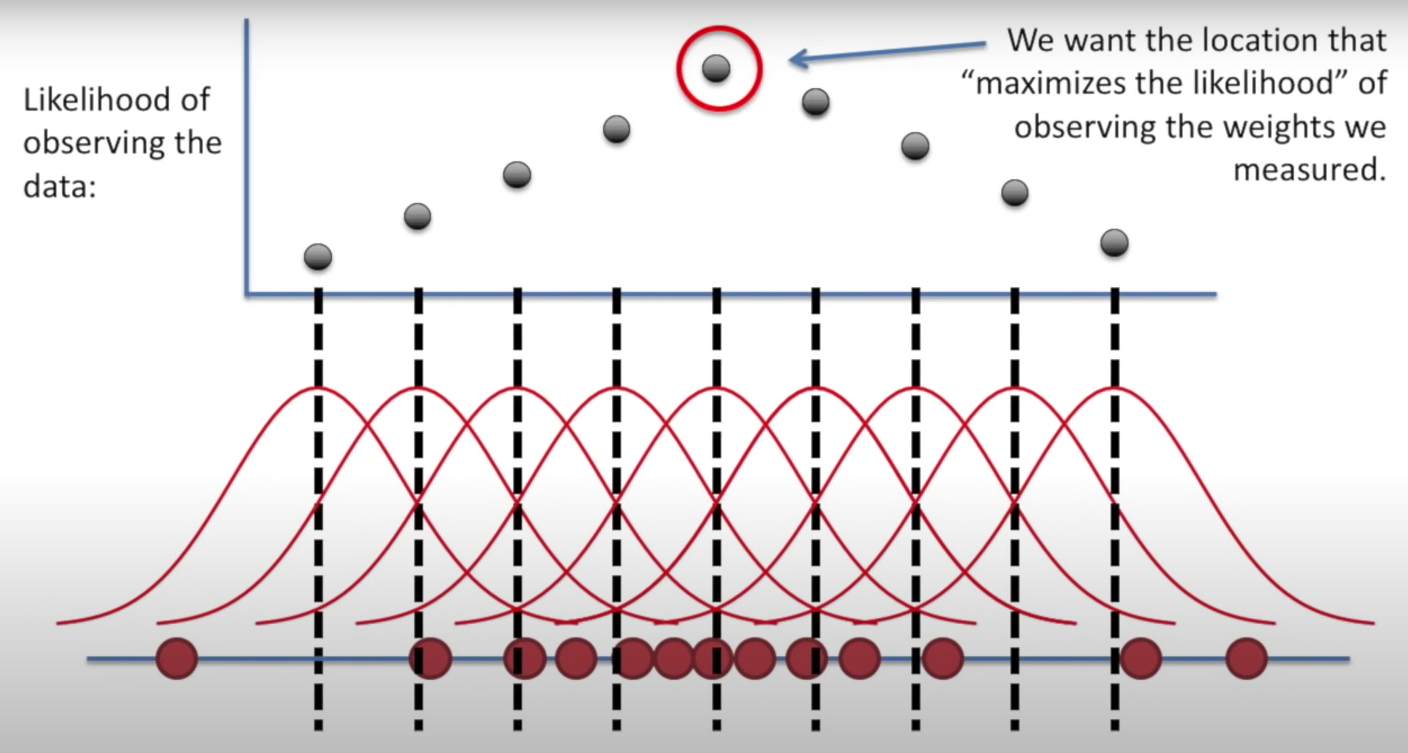 Likelihood of
observing the
data:
We want the location that
“maximizes the likelihood” of
observing the weights we
measured.